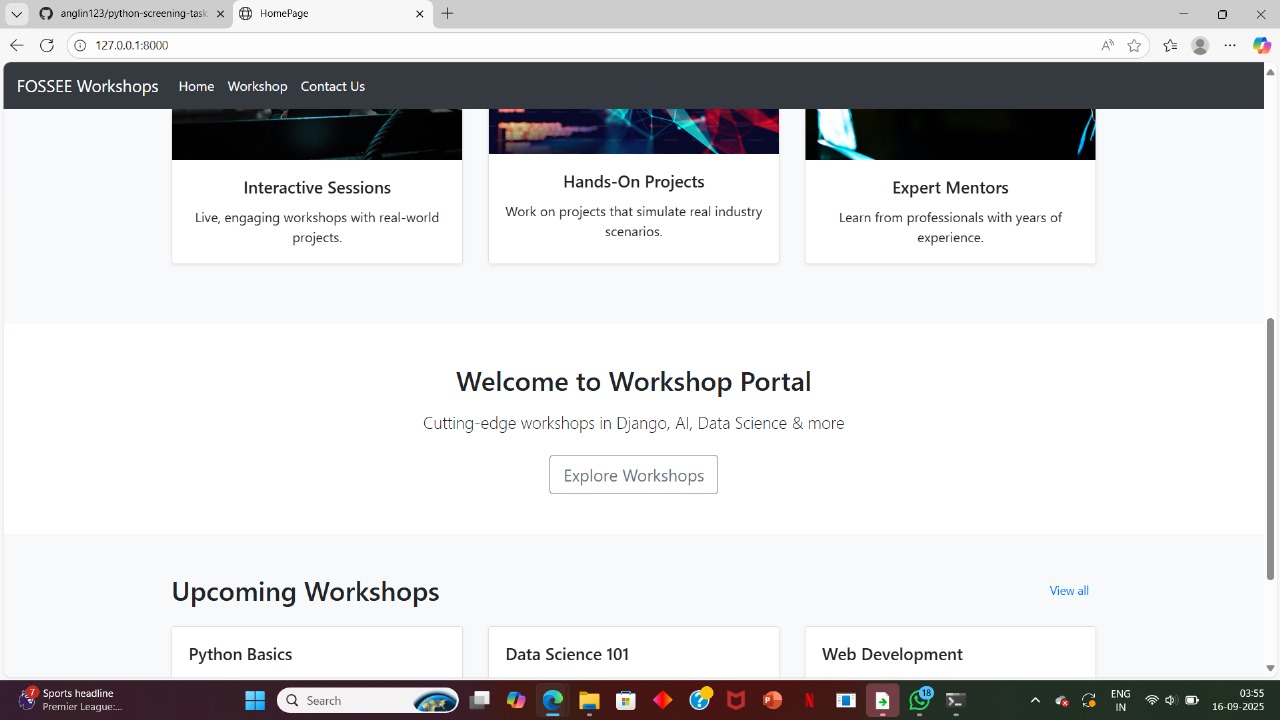 anglin123/python-screening-task
HomePage
127.0.0.1:8000
FOSSEE Workshops
Home
Workshop
Contact Us
Interactive Sessions
Live, engaging workshops with real-world
projects.
Hands-On Projects
Work on projects that simulate real industry
scenarios.
Expert Mentors
Learn from professionals with years of
experience.
Welcome to Workshop Portal
Cutting-edge workshops in Django, AI, Data Science & more
Explore Workshops
Upcoming Workshops
View all
Python Basics
Data Science 101
Web Development
7
Sports headline
Premier League:...
Search
18
ENG
IN
03:55
16-09-2025